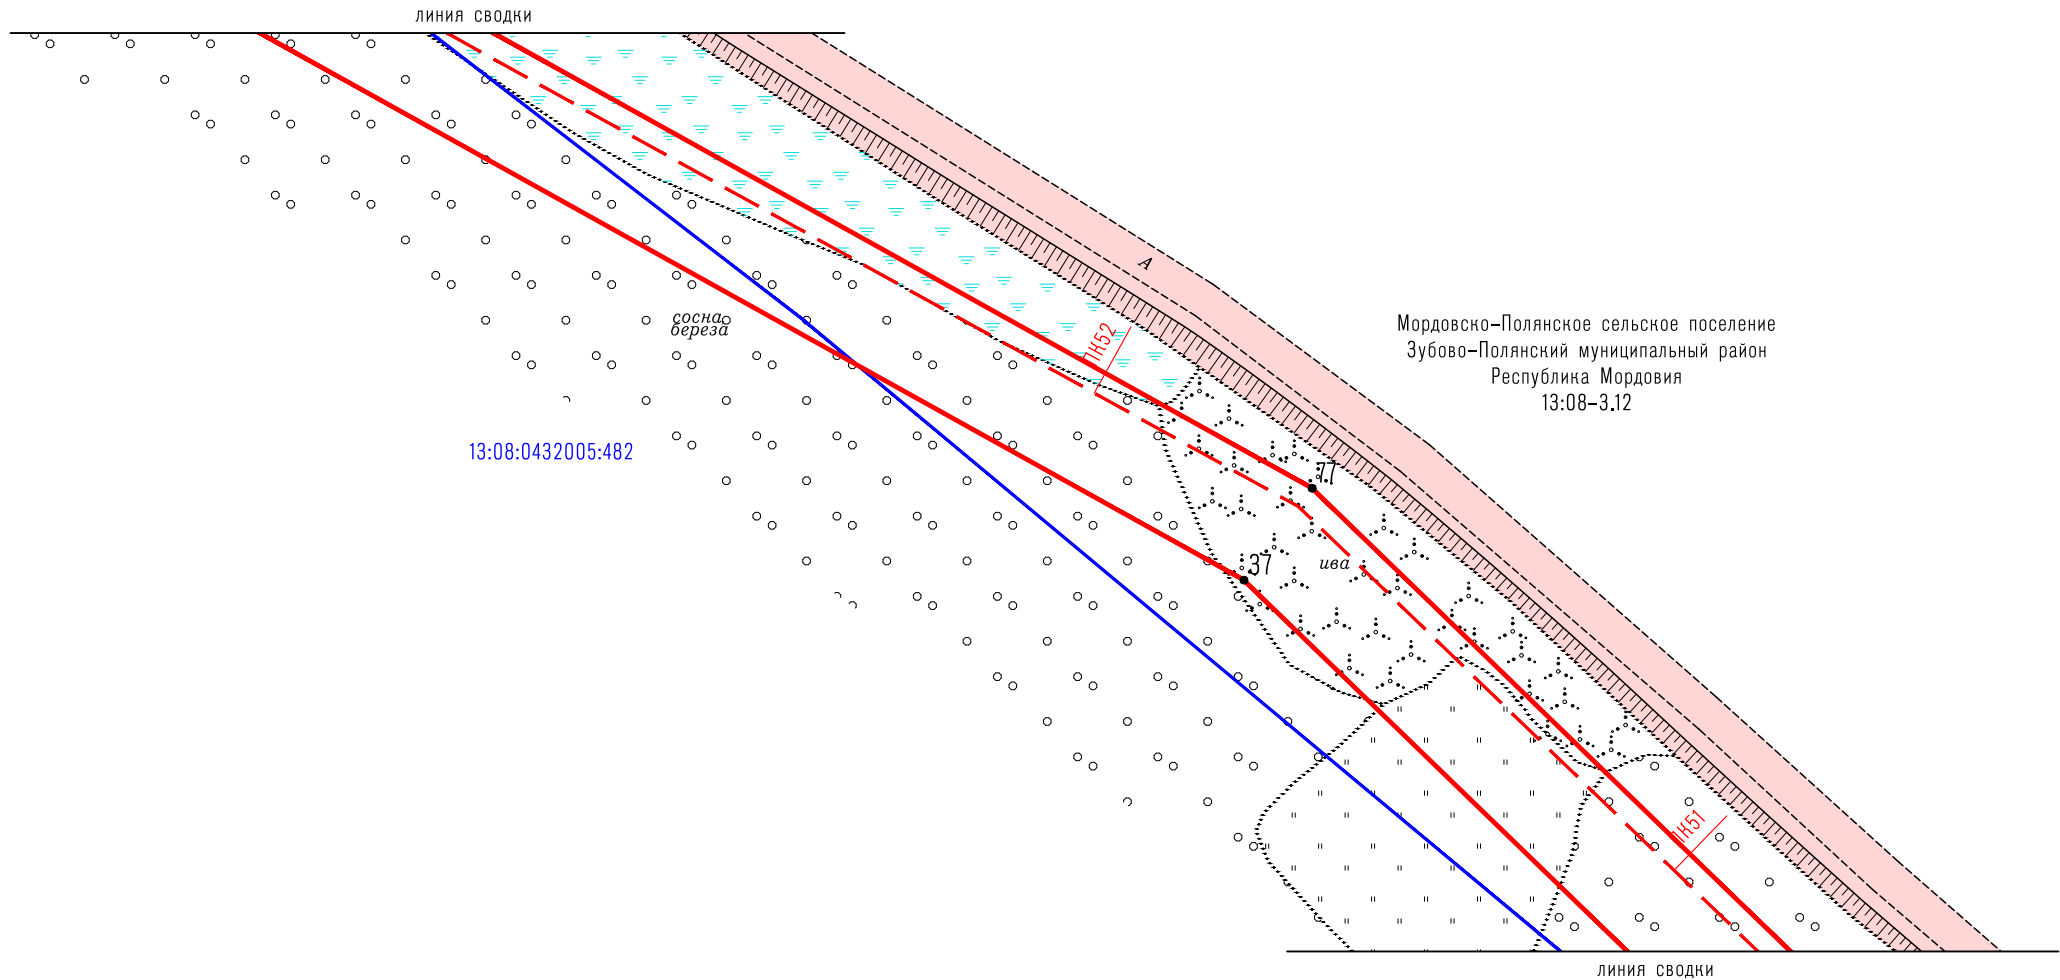 линия сводки
А
Мордовско-Полянское сельское поселение
Зубово-Полянский муниципальный район
Республика Мордовия
13:08-3.12
сосна
береза
ПК52
13:08:0432005:482
77
37
ива
ПК51
линия сводки